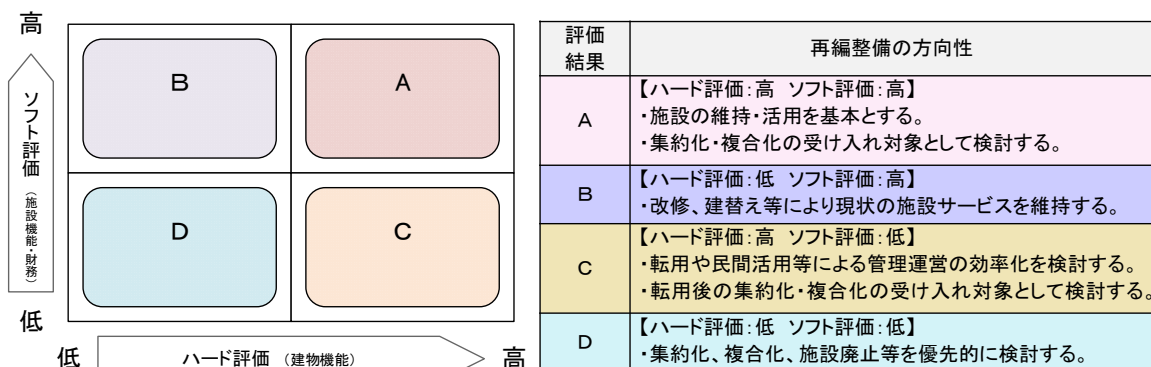 高
ソフト評価（施設機能・財務）
低
B
A
D
C
低
ハード評価 （建物機能）
高
評価
結果
再編整備の方向性
A
【ハード評価：高 ソフト評価：高】
・施設の維持・活用を基本とする。
・集約化・複合化の受け入れ対象として検討する。
B
【ハード評価：低 ソフト評価：高】
・改修、建替え等により現状の施設サービスを維持する。
C
【ハード評価：高 ソフト評価：低】
・転用や民間活用等による管理運営の効率化を検討する。
・転用後の集約化・複合化の受け入れ対象として検討する。
D
【ハード評価：低 ソフト評価：低】
・集約化、複合化、施設廃止等を優先的に検討する。